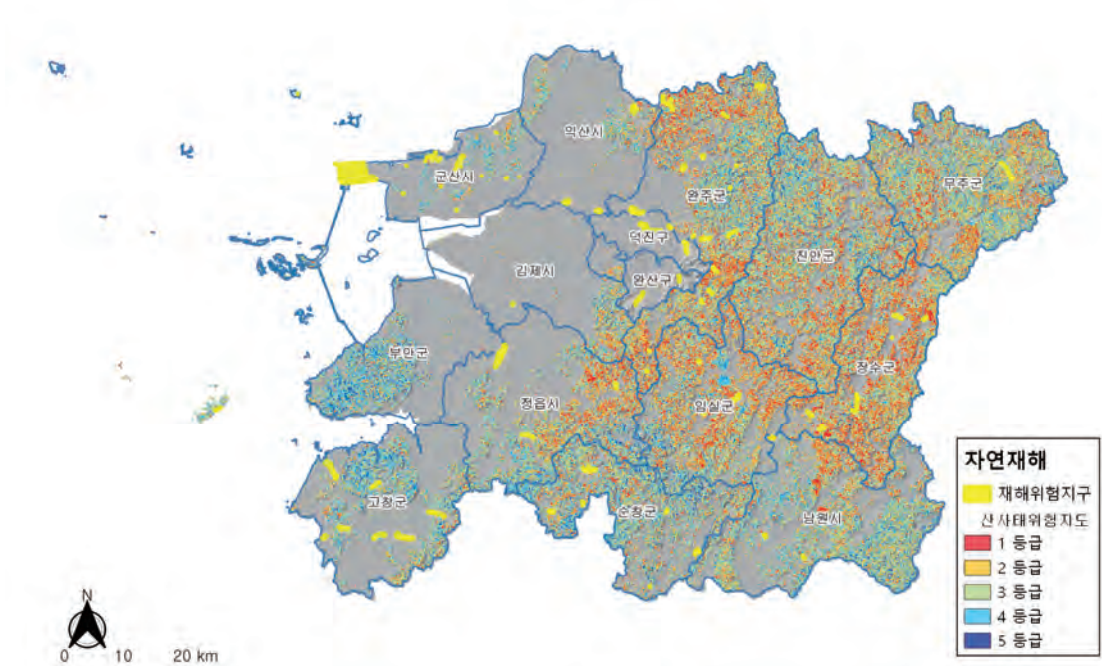 익산시
군산시
완주군
무주군
덕진구
진안군
김제시
완산구
부안군
장수군
정읍시
임실군
고창군
순창군
남원시
자연재해
재해위험지구
산사태위험지도
1 등급
2 등급
3 등급
4 등급
5 등급
N
0 10 20 km